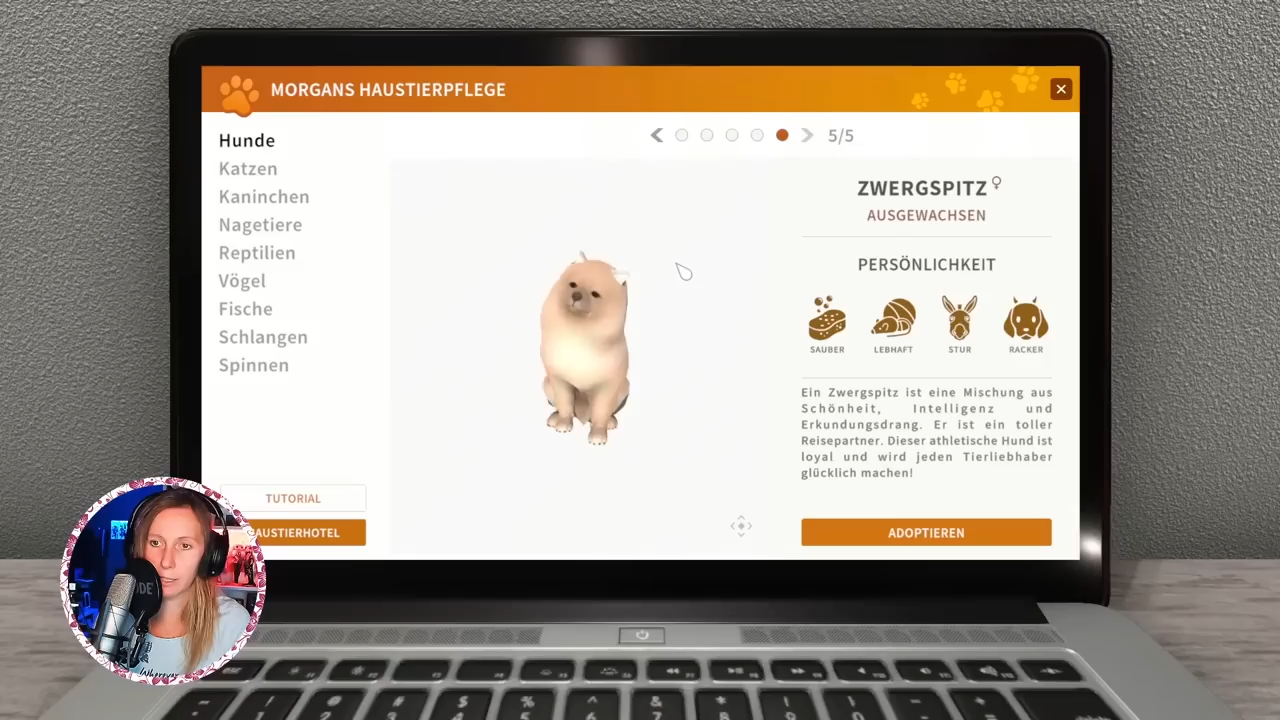 MORGANS HAUSTIERPFLEGE
Hunde
Katzen
Kaninchen
Nagetiere
Reptilien
Vögel
Fische
Schlangen
Spinnen
TUTORIAL
AUSTIERHOTEL
5/5
ZWERGSPITZ♀
AUSGEWACHSEN
PERSÖNLICHKEIT
SAUBER LEBHAFT STUR RACKER
Ein Zwergspitz ist eine Mischung aus
Schönheit, Intelligenz und
Erkundungsdrang. Er ist ein toller
Reisepartner. Dieser athletische Hund ist
loyal und wird jeden Tierliebhaber
glücklich machen!
ADOPTIEREN